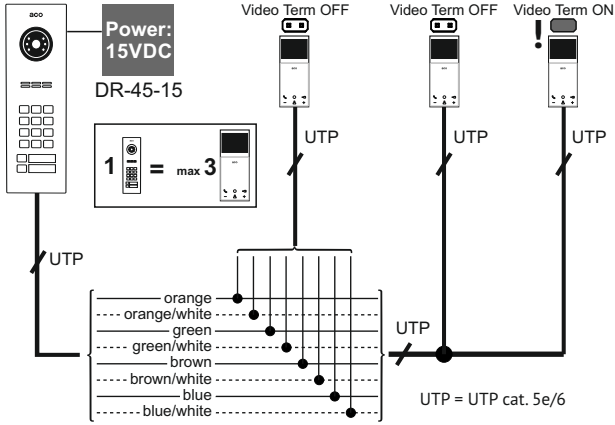 Video Term OFF
Video Term OFF
Video Term ON
aco
Power:
15VDC
DR-45-15
!
aco
aco
aco
UTP
UTP
UTP
1 = max 3
UTP
orange
orange/white
green
green/white
brown
brown/white
blue
blue/white
UTP
UTP = UTP cat. 5e/6